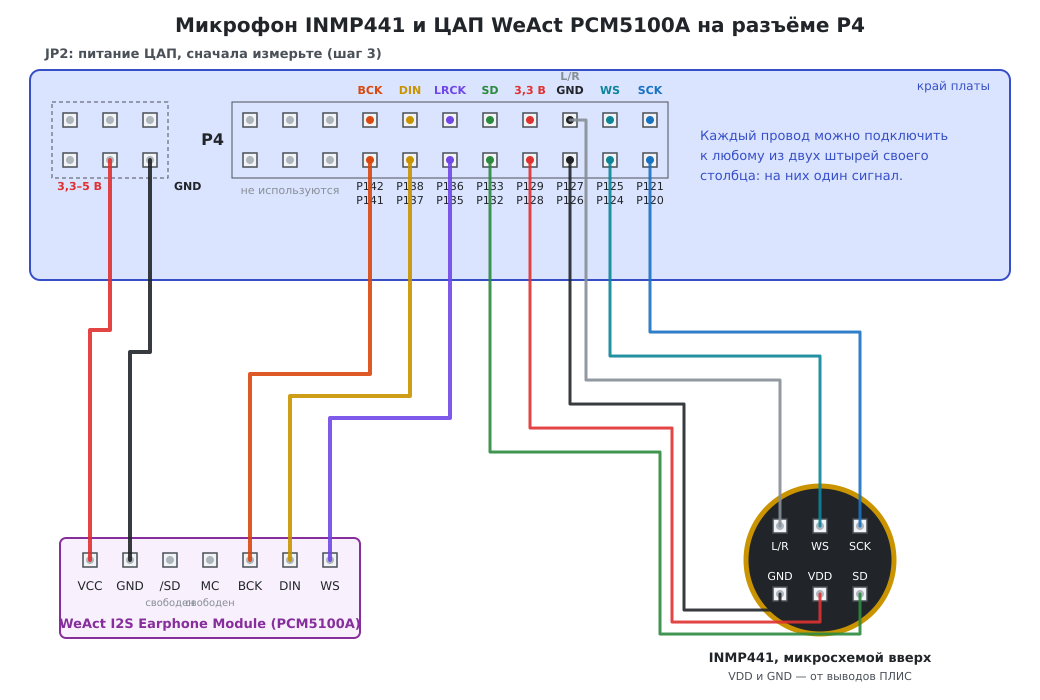 Микрофон INMP441 и ЦАП WeAct PCM5100A на разъёме P4
JP2: питание ЦАП, сначала измерьте (шаг 3)
L/R
BCK DIN LRCK SD 3,3 В GND WS SCK
край платы
P4
Каждый провод можно подключить
к любому из двух штырей своего
столбца: на них один сигнал.
3,3–5 В GND
не используются
P142 P138 P136 P133 P129 P127 P125 P121
P141 P137 P135 P132 P128 P126 P124 P120
L/R WS SCK
GND VDD SD
VCC GND /SD MC BCK DIN WS
свободен свободен
WeAct I2S Earphone Module (PCM5100A)
INMP441, микросхемой вверх
VDD и GND — от выводов ПЛИС